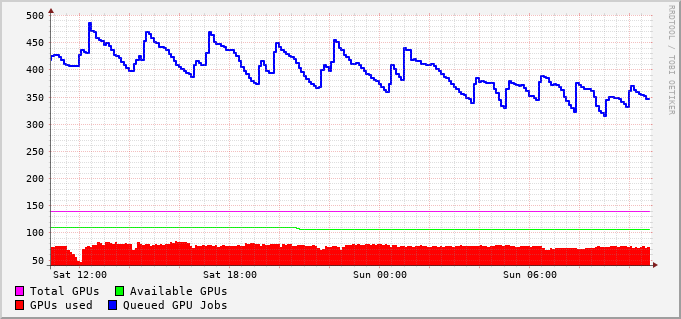 500
450
400
350
300
250
200
150
100
50
Sat 12:00 Sat 18:00 Sun 00:00 Sun 06:00
Total GPUs Available GPUs
GPUs used Queued GPU Jobs
RRDTOOL / TOBI OETIKER